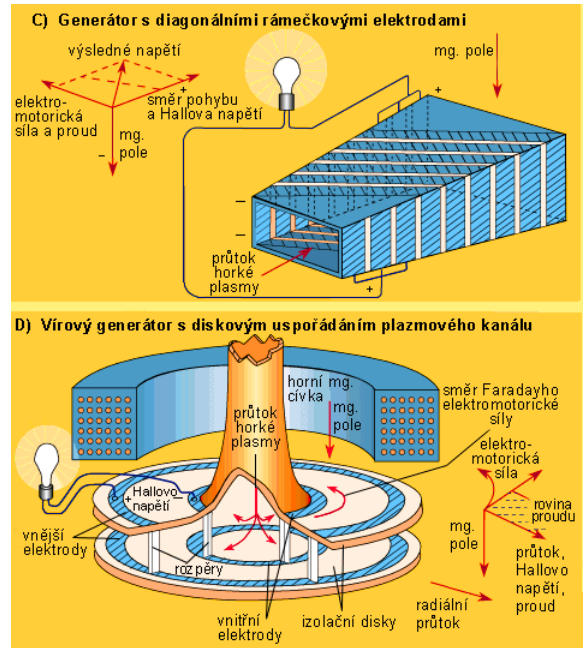 C) Generátor s diagonálními rámečkovými elektrodami
výsledné napětí
mg. pole
+
elektro-
motorická
síla a proud
směr pohybu
a Hallova napětí
mg.
pole
–
+
–
–
průtok
horké
plasmy
+
D) Vírový generátor s diskovým uspořádáním plazmového kanálu
horní mg.
cívka
směr Faradayho
elektromotorické
síly
průtok
horké
plasmy
mg.
pole
elektro-
motorická
síla
+
Hallovo
napětí
–
rovina
proudu
vnější
elektrody
mg.
pole
rozpěry
průtok,
Hallovo
napětí,
proud
vnitřní
elektrody
izolační disky
radiální
průtok